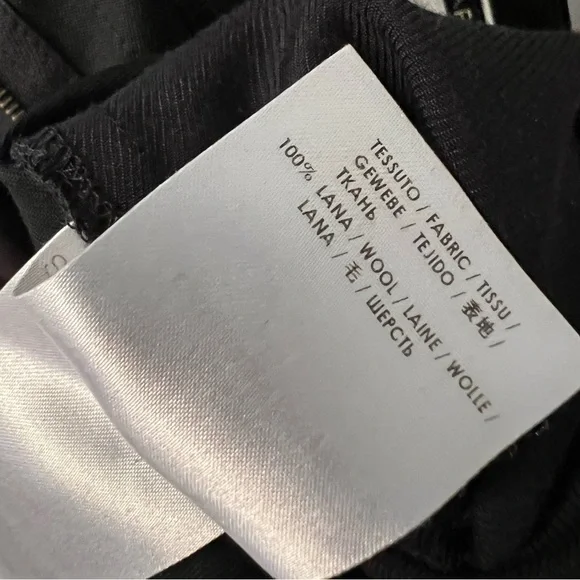 TESSUTO / FABRIC / TISSU /
GEWEBE / TEJIDO / 表地 /
ТКАНЬ
100% LANA / WOOL / LAINE / WOLLE /
LANA / 毛 / ШЕРСТЬ